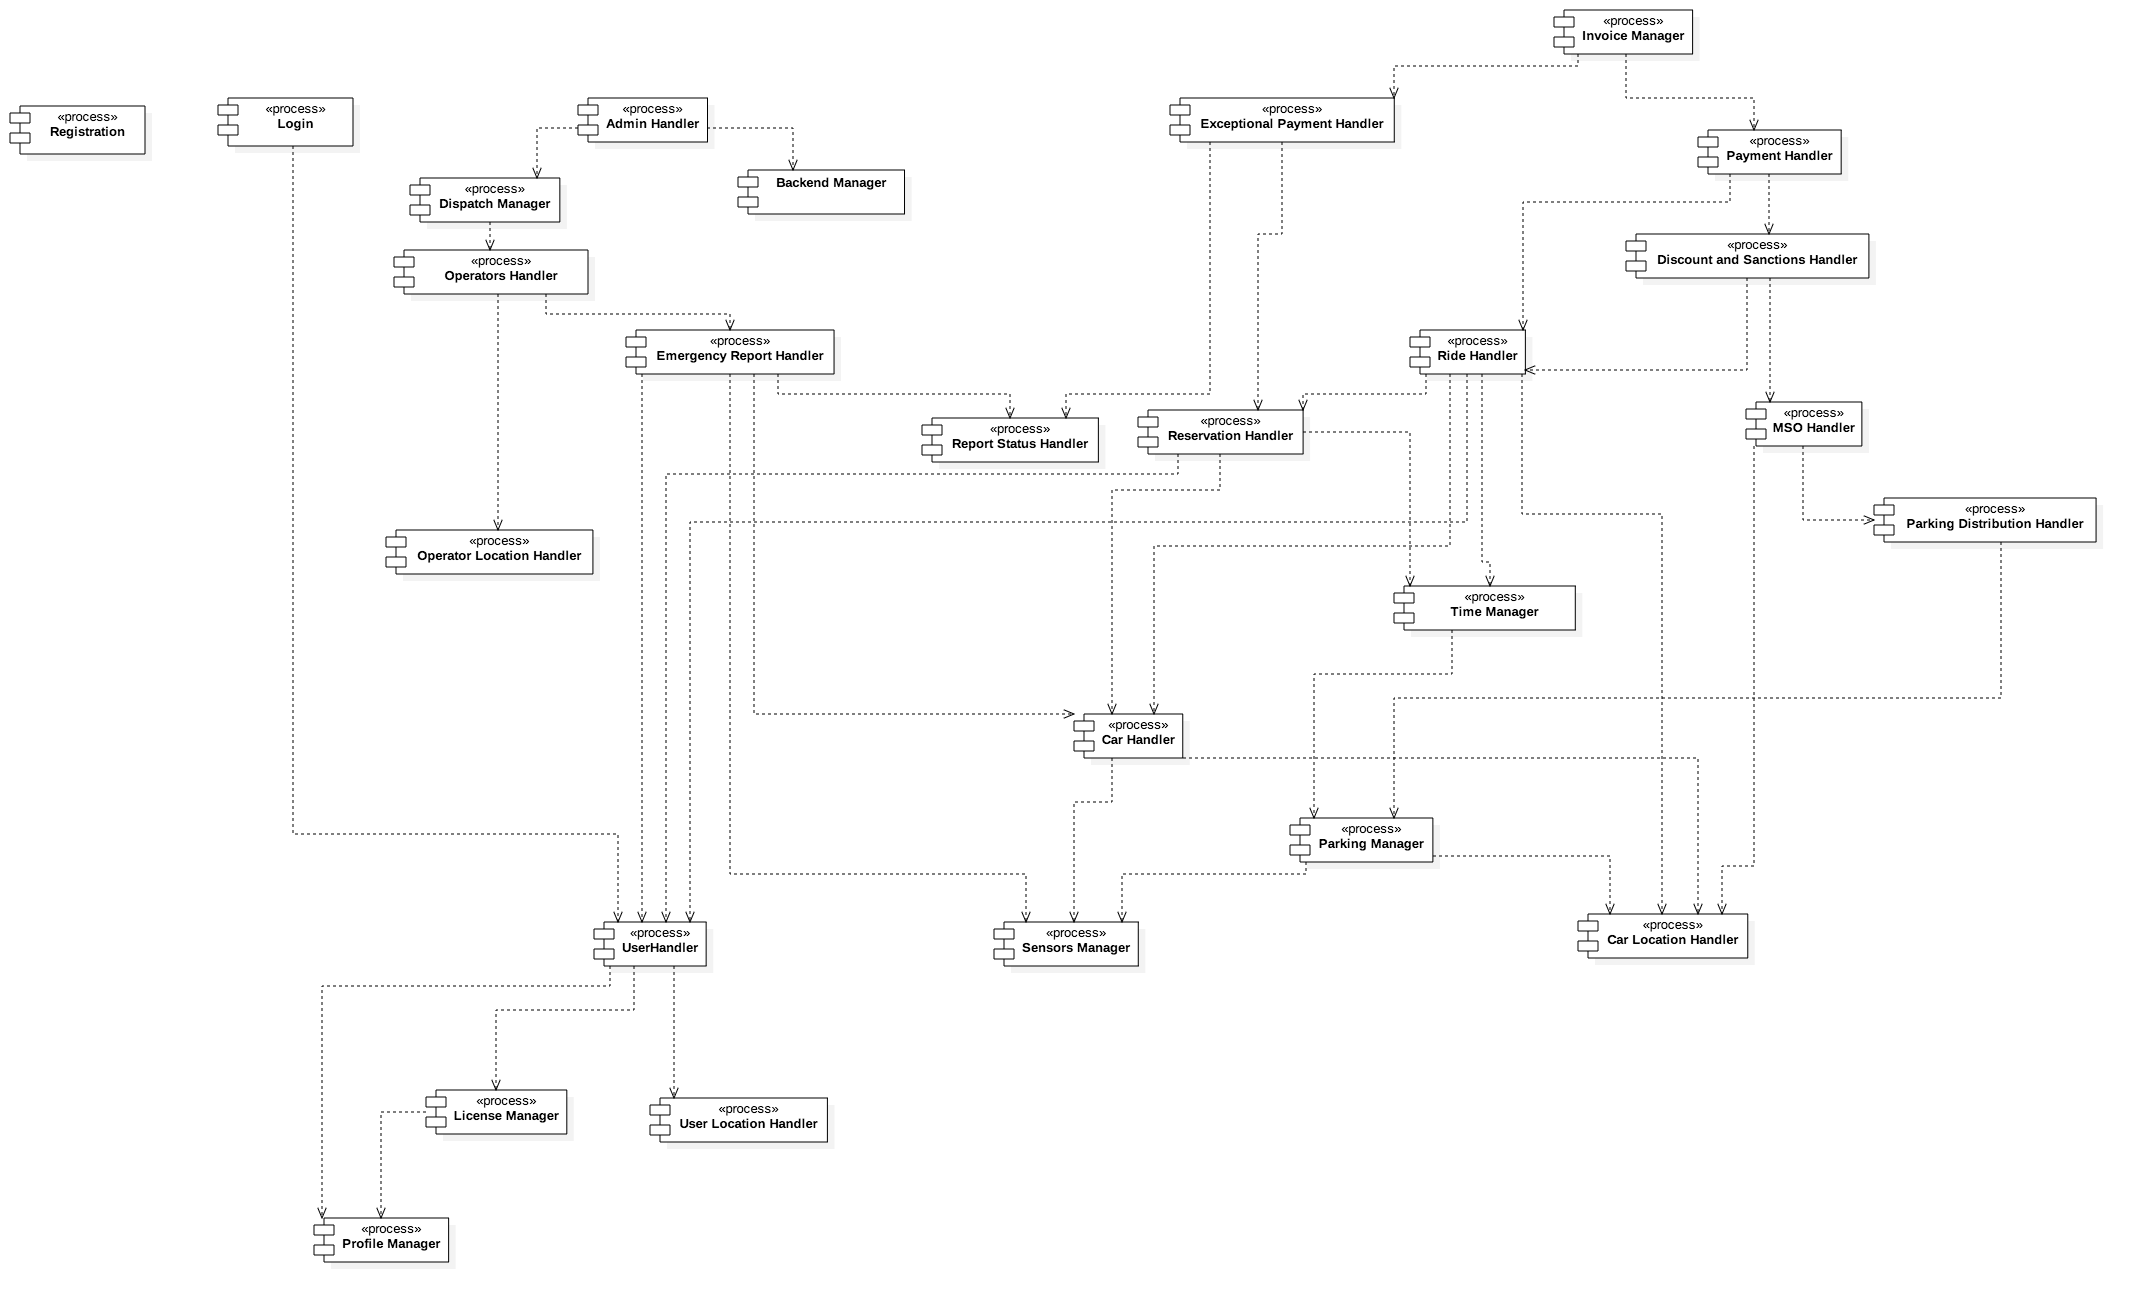 «process»
Invoice Manager
«process»
Registration
«process»
Login
«process»
Admin Handler
«process»
Exceptional Payment Handler
«process»
Payment Handler
«process»
Dispatch Manager
Backend Manager
«process»
Operators Handler
«process»
Discount and Sanctions Handler
«process»
Emergency Report Handler
«process»
Ride Handler
«process»
Report Status Handler
«process»
Reservation Handler
«process»
MSO Handler
«process»
Parking Distribution Handler
«process»
Operator Location Handler
«process»
Time Manager
«process»
Car Handler
«process»
Parking Manager
«process»
UserHandler
«process»
Sensors Manager
«process»
Car Location Handler
«process»
License Manager
«process»
User Location Handler
«process»
Profile Manager